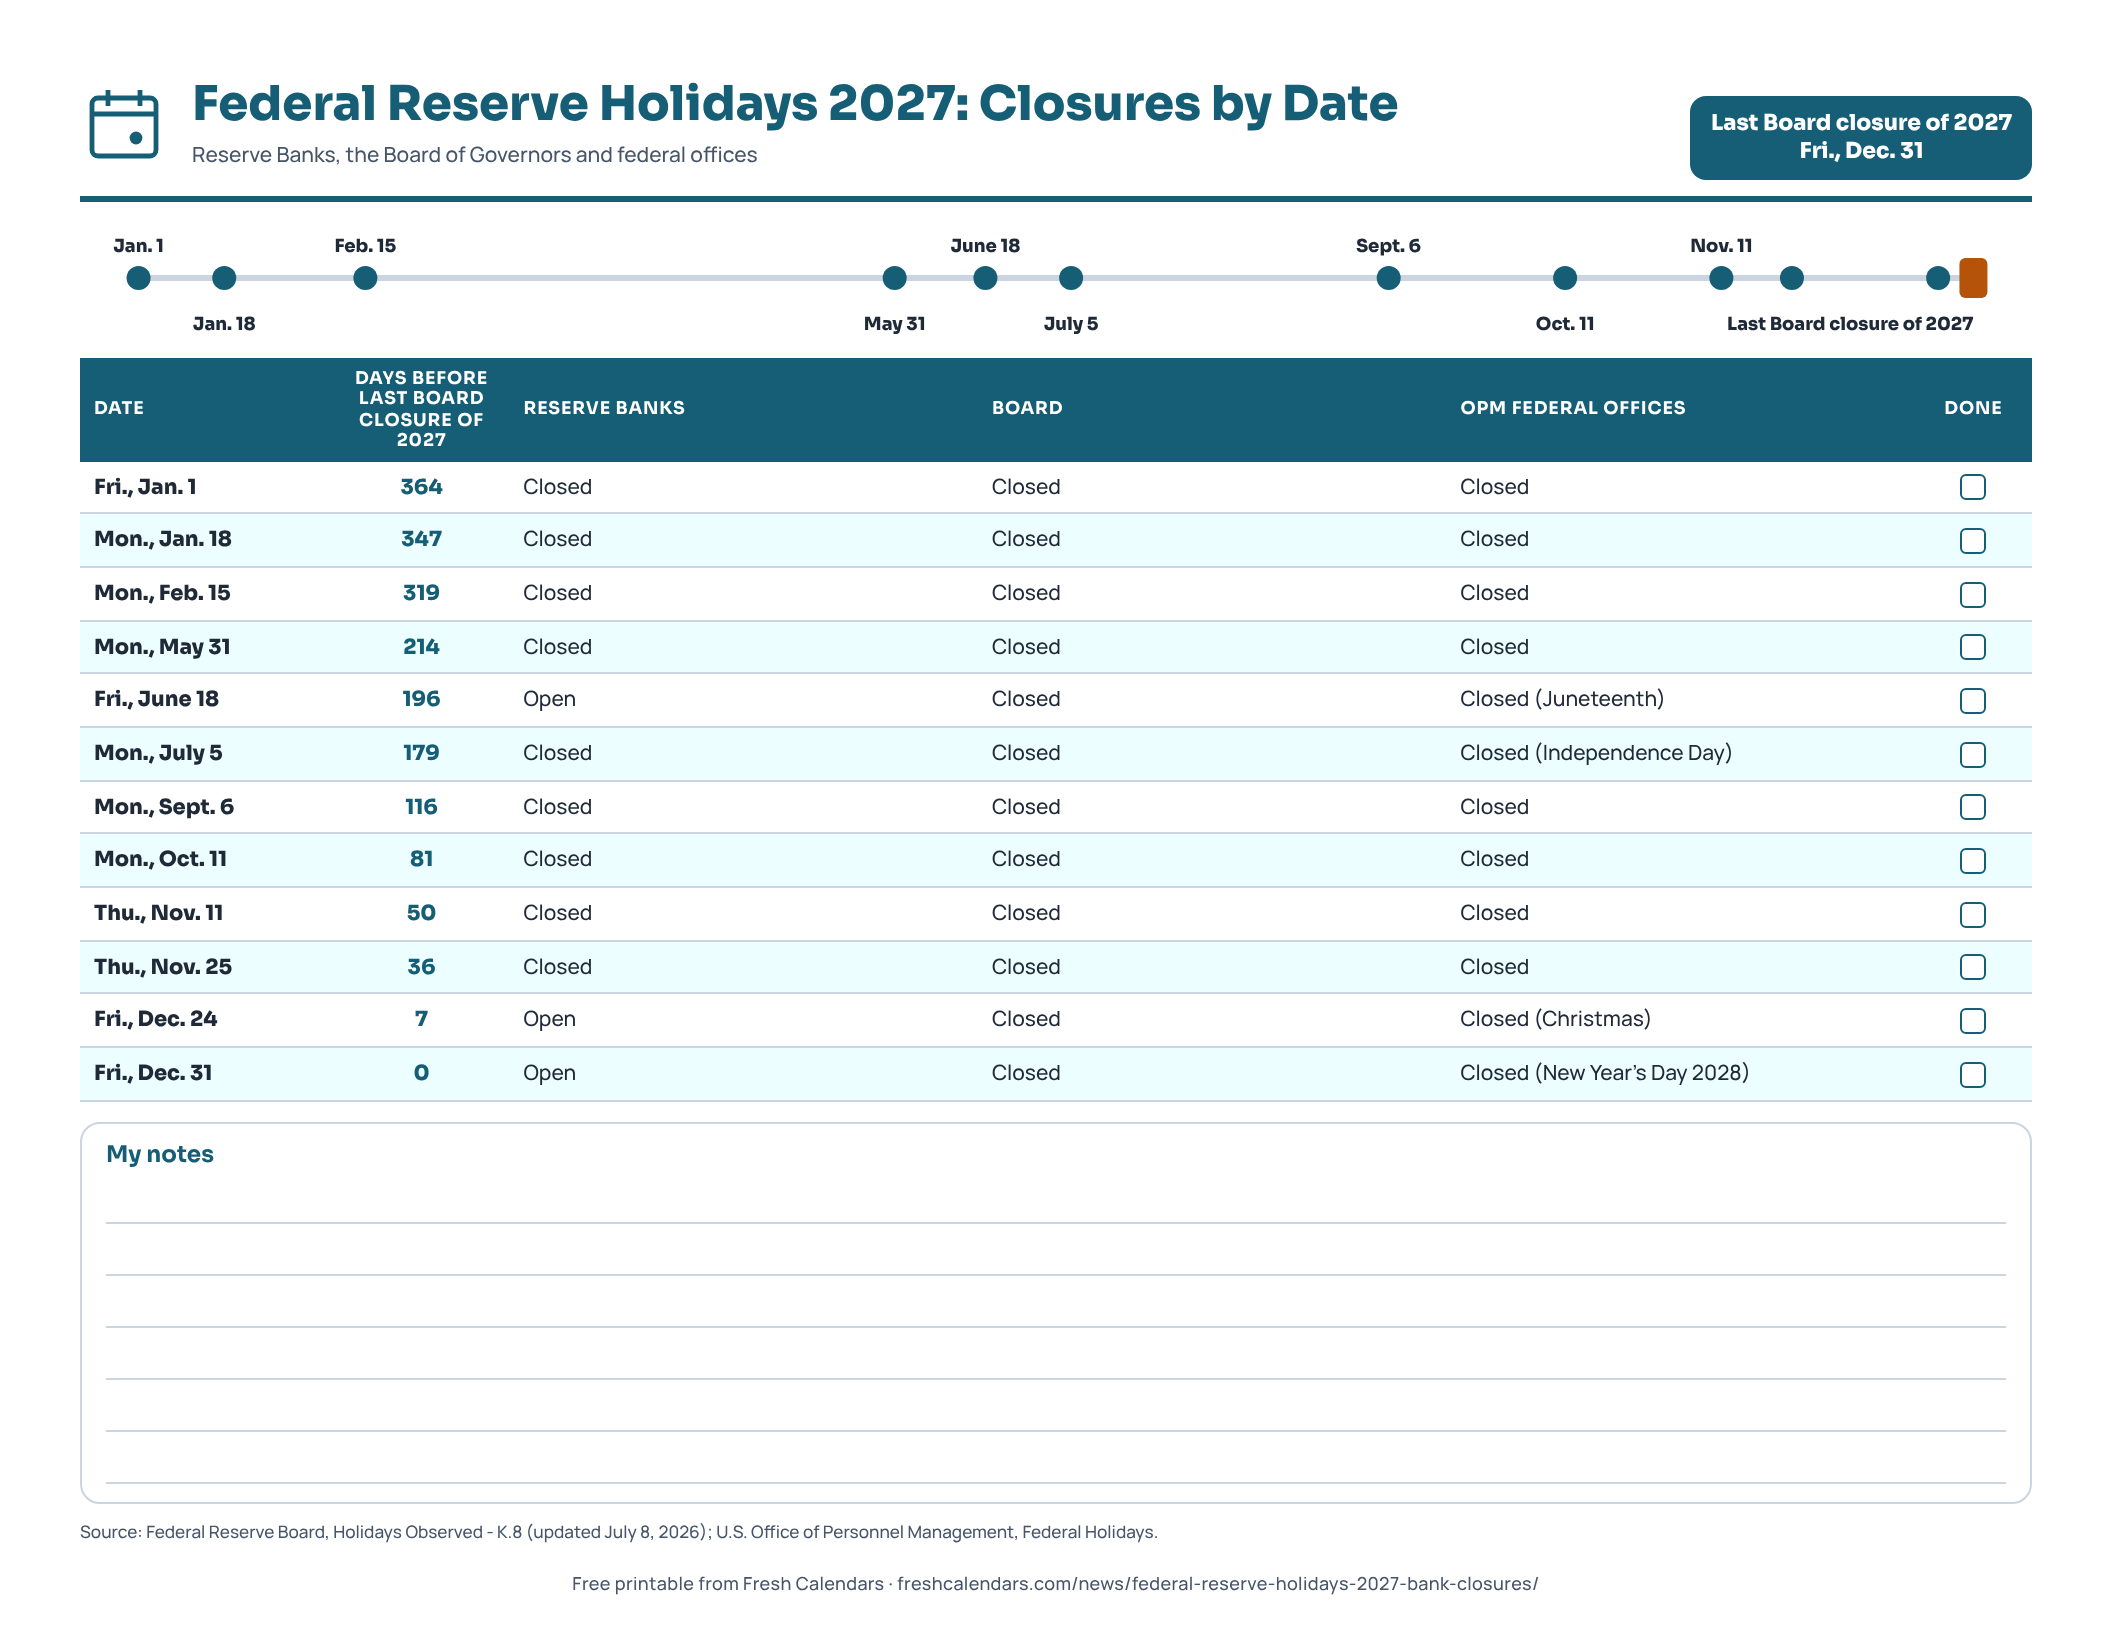 Federal Reserve Holidays 2027: Closures by Date
Reserve Banks, the Board of Governors and federal offices
Last Board closure of 2027
Fri., Dec. 31
Jan. 1 Feb. 15 June 18 Sept. 6 Nov. 11
Jan. 18 May 31 July 5 Oct. 11 Last Board closure of 2027
DATE DAYS BEFORE LAST BOARD CLOSURE OF 2027 RESERVE BANKS BOARD OPM FEDERAL OFFICES DONE
Fri., Jan. 1 364 Closed Closed Closed
Mon., Jan. 18 347 Closed Closed Closed
Mon., Feb. 15 319 Closed Closed Closed
Mon., May 31 214 Closed Closed Closed
Fri., June 18 196 Open Closed Closed (Juneteenth)
Mon., July 5 179 Closed Closed Closed (Independence Day)
Mon., Sept. 6 116 Closed Closed Closed
Mon., Oct. 11 81 Closed Closed Closed
Thu., Nov. 11 50 Closed Closed Closed
Thu., Nov. 25 36 Closed Closed Closed
Fri., Dec. 24 7 Open Closed Closed (Christmas)
Fri., Dec. 31 0 Open Closed Closed (New Year’s Day 2028)
My notes
Source: Federal Reserve Board, Holidays Observed - K.8 (updated July 8, 2026); U.S. Office of Personnel Management, Federal Holidays.
Free printable from Fresh Calendars · freshcalendars.com/news/federal-reserve-holidays-2027-bank-closures/